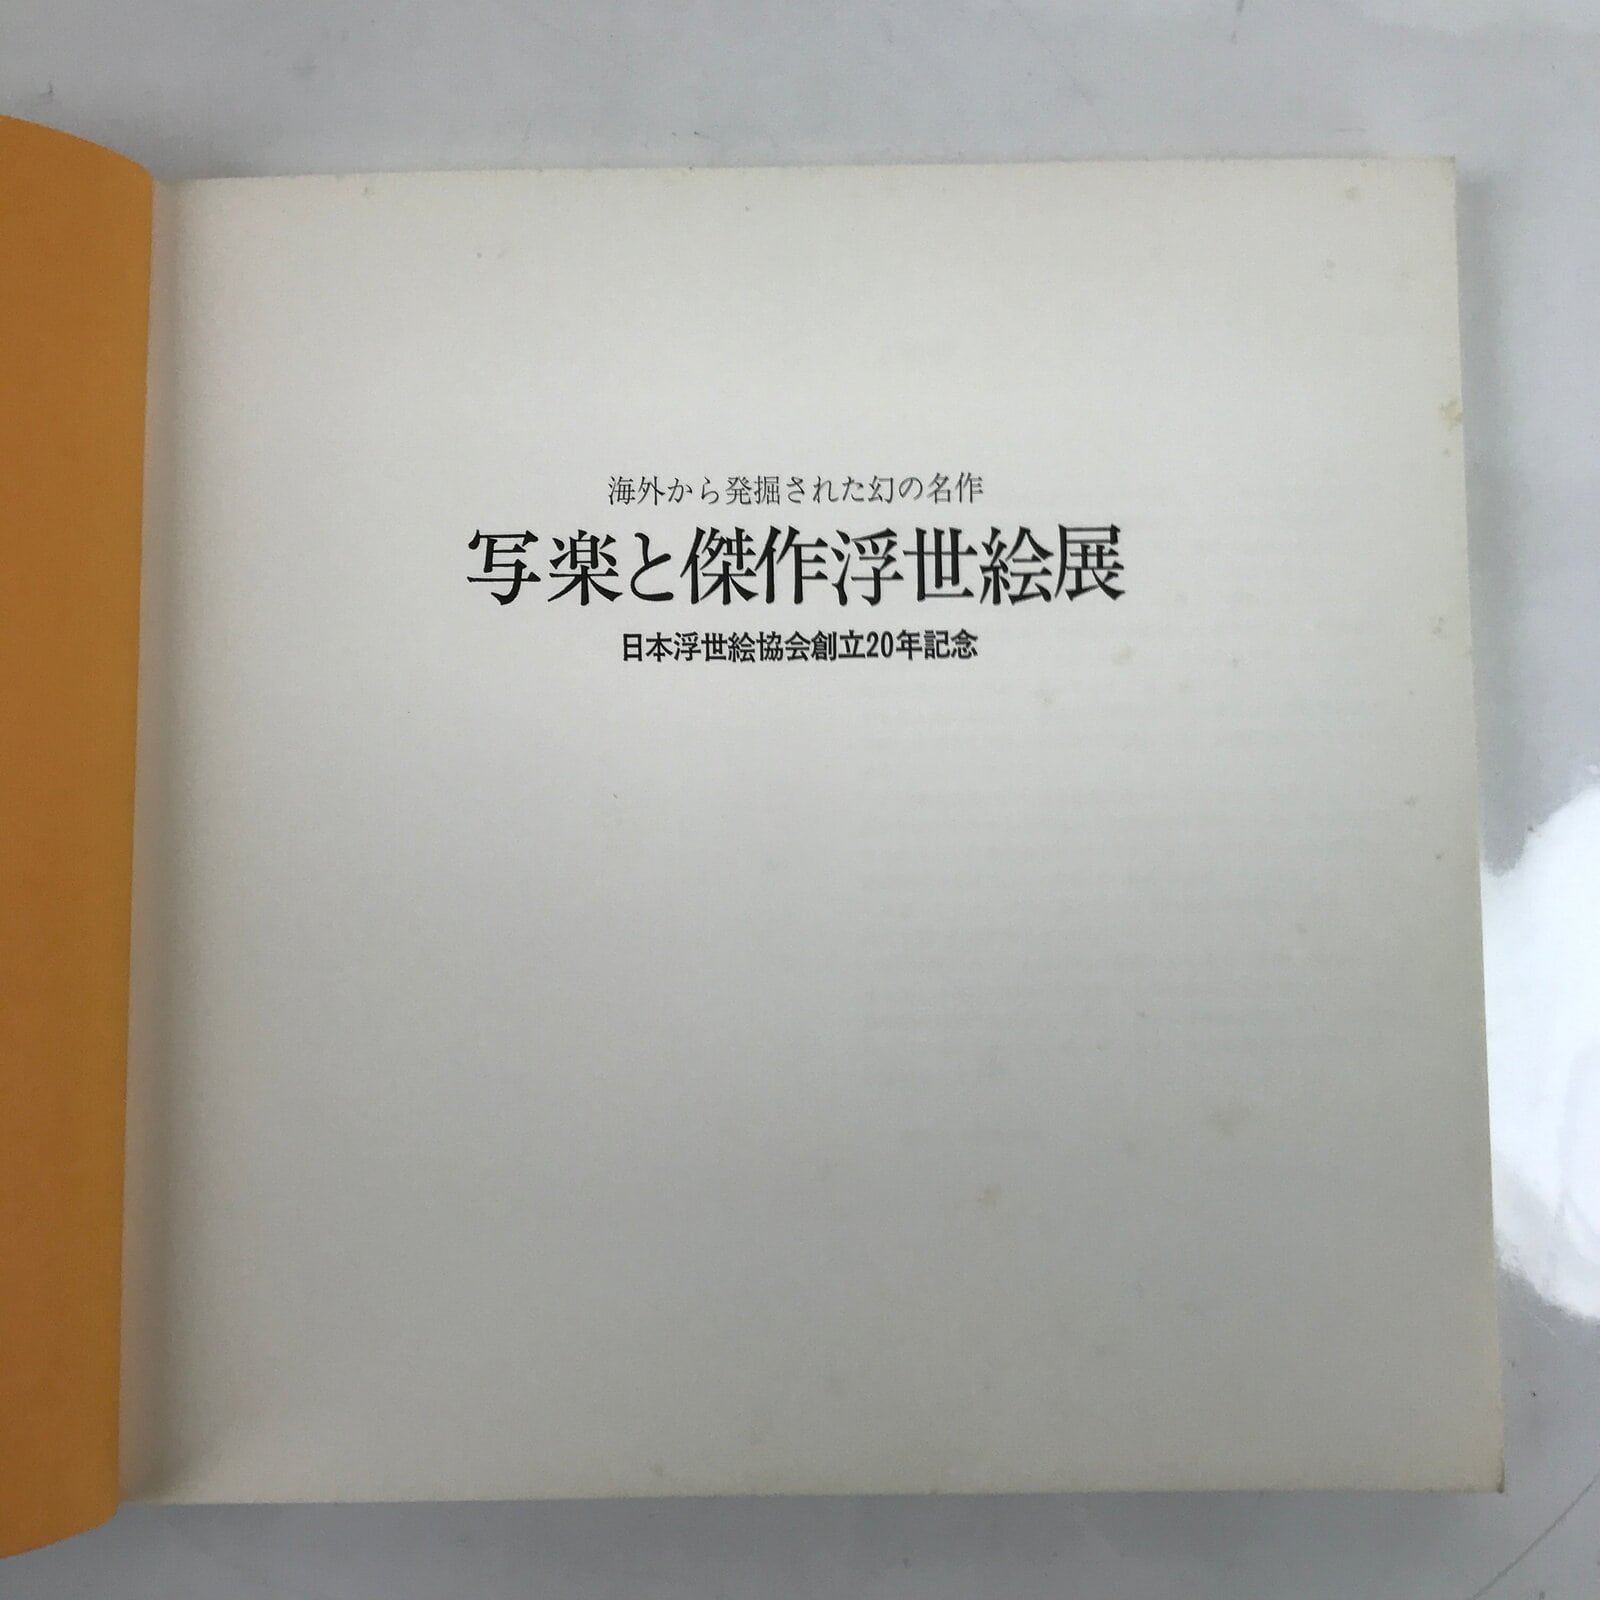 海外から発掘された幻の名作
写楽と傑作浮世絵展
日本浮世絵協会創立20年記念